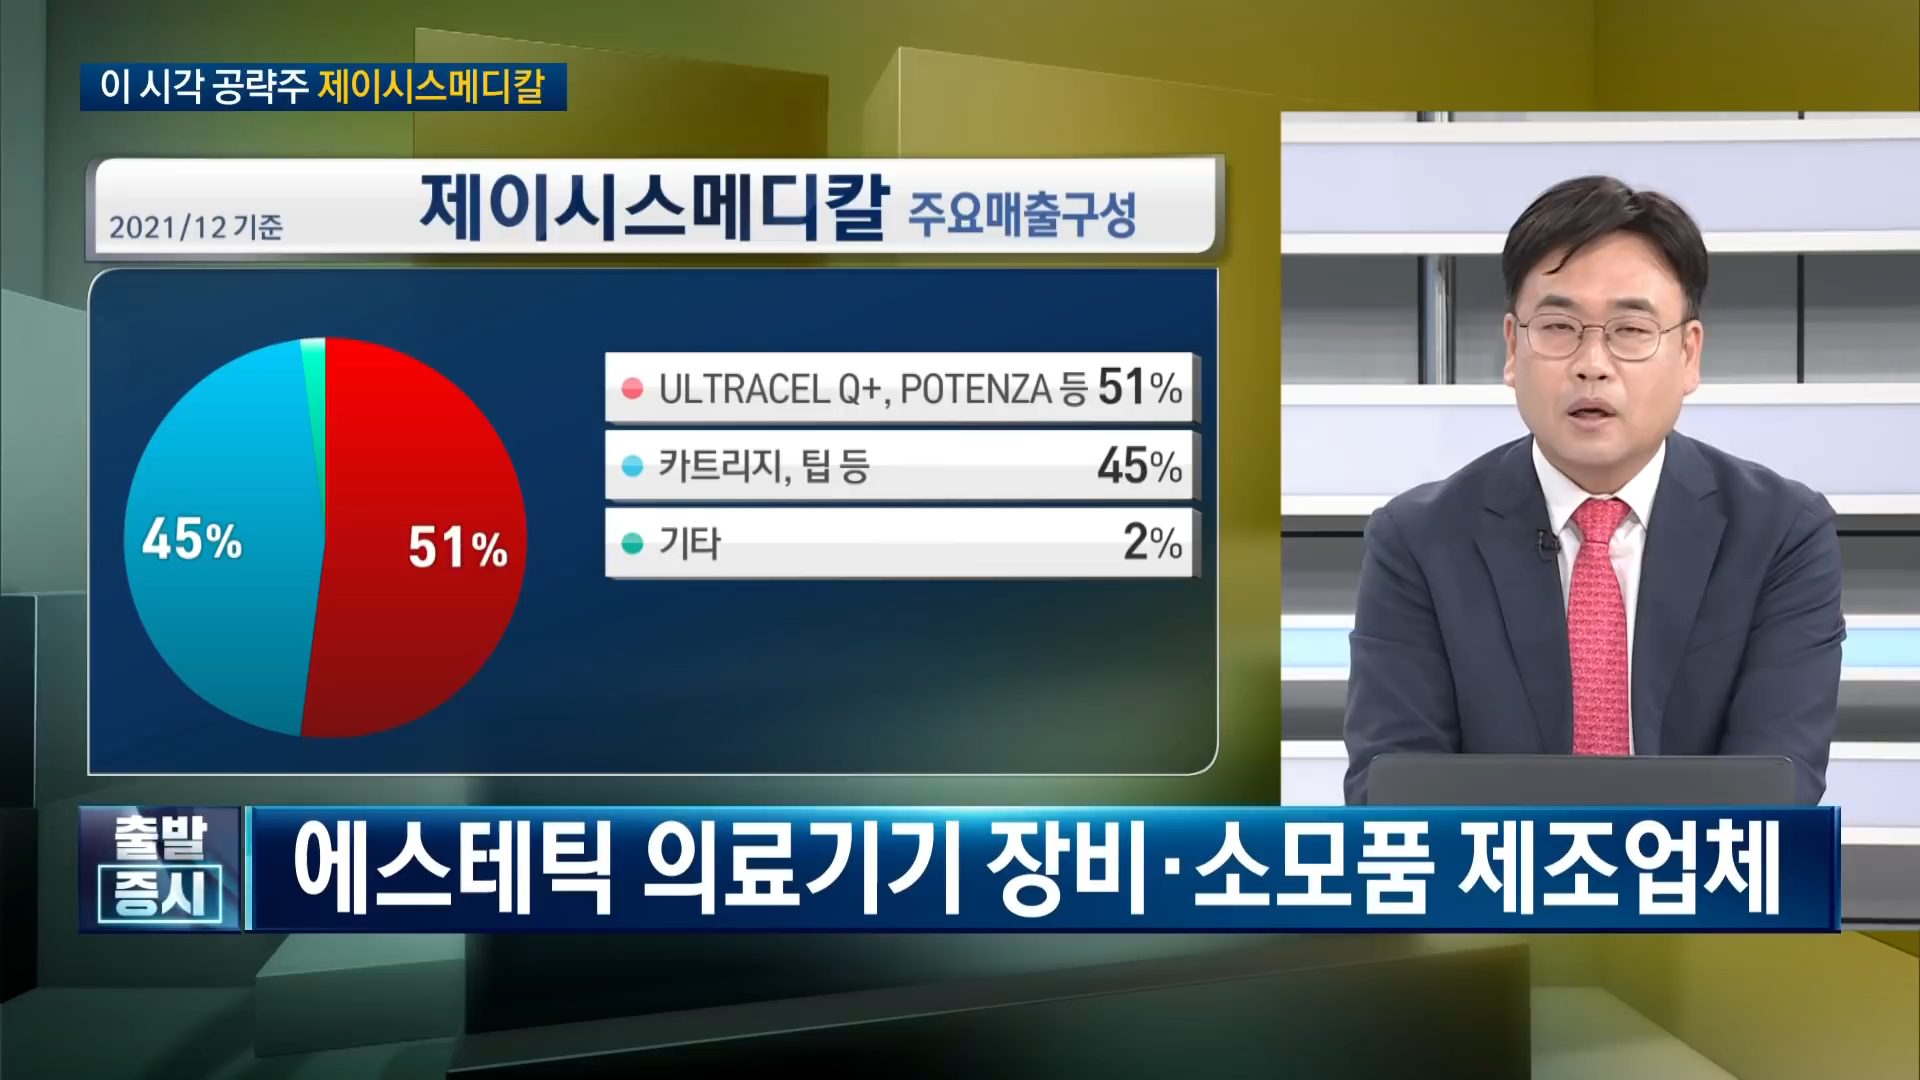 이 시각 공략주 제이시스메디칼
2021/12 기준
제이시스메디칼 주요매출구성
45%
51%
ULTRACEL Q+, POTENZA 등 51%
카트리지, 팁 등 45%
기타 2%
출발
증시
에스테틱 의료기기 장비·소모품 제조업체